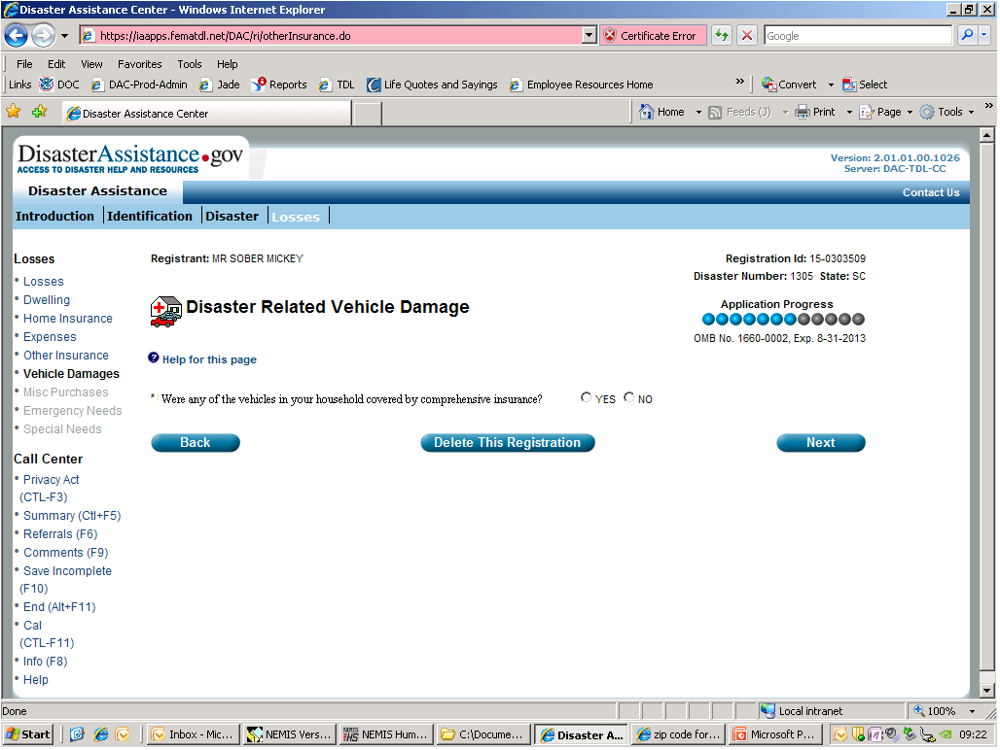 Disaster Assistance Center - Windows Internet Explorer
https://iaapps.fematdl.net/DAC/ri/otherInsurance.do
Certificate Error
Google
File Edit View Favorites Tools Help
Links DOC DAC-Prod-Admin Jade Reports TDL Life Quotes and Sayings Employee Resources Home » Convert Select
Disaster Assistance Center
Home Feeds (J) Print Page Tools »
DisasterAssistance.gov
ACCESS TO DISASTER HELP AND RESOURCES
Version: 2.01.01.00.1026
Server: DAC-TDL-CC
Disaster Assistance
Contact Us
Introduction Identification Disaster Losses
Losses
Losses
Dwelling
Home Insurance
Expenses
Other Insurance
Vehicle Damages
Misc Purchases
Emergency Needs
Special Needs
Call Center
Privacy Act
(CTL-F3)
Summary (Ctl+F5)
Referrals (F6)
Comments (F9)
Save Incomplete
(F10)
End (Alt+F11)
Cal
(CTL-F11)
Info (F8)
Help
Registrant: MR SOBER MICKEY
Registration Id: 15-0303509
Disaster Number: 1305 State: SC
Disaster Related Vehicle Damage
Application Progress
OMB No. 1660-0002, Exp. 8-31-2013
? Help for this page
* Were any of the vehicles in your household covered by comprehensive insurance? YES NO
Back Delete This Registration Next
Done
Local intranet
100%
Start Inbox - Mic... NEMIS Vers... NEMIS Hum... C:\Docume... Disaster A... zip code for... Microsoft P... 09:22